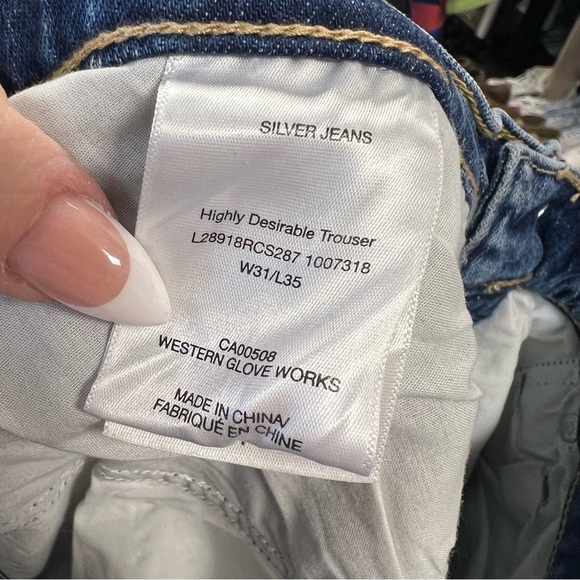 SILVER JEANS
Highly Desirable Trouser
L28918RCS287 1007318
W31/L35
CA00508
WESTERN GLOVE WORKS
MADE IN CHINA/
FABRIQUÉ EN CHINE